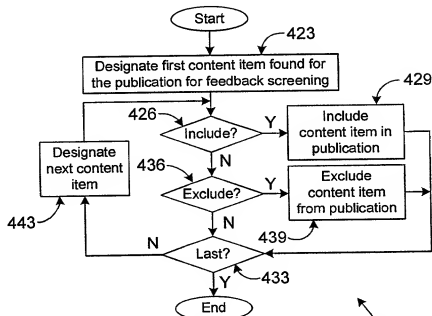 Start
423
Designate first content item found for
the publication for feedback screening
426
Include?
Y
Include
content item in
publication
429
N
Designate
next content
item
443
436
Exclude?
Y
Exclude
content item
from publication
439
N
Last?
N
433
Y
End